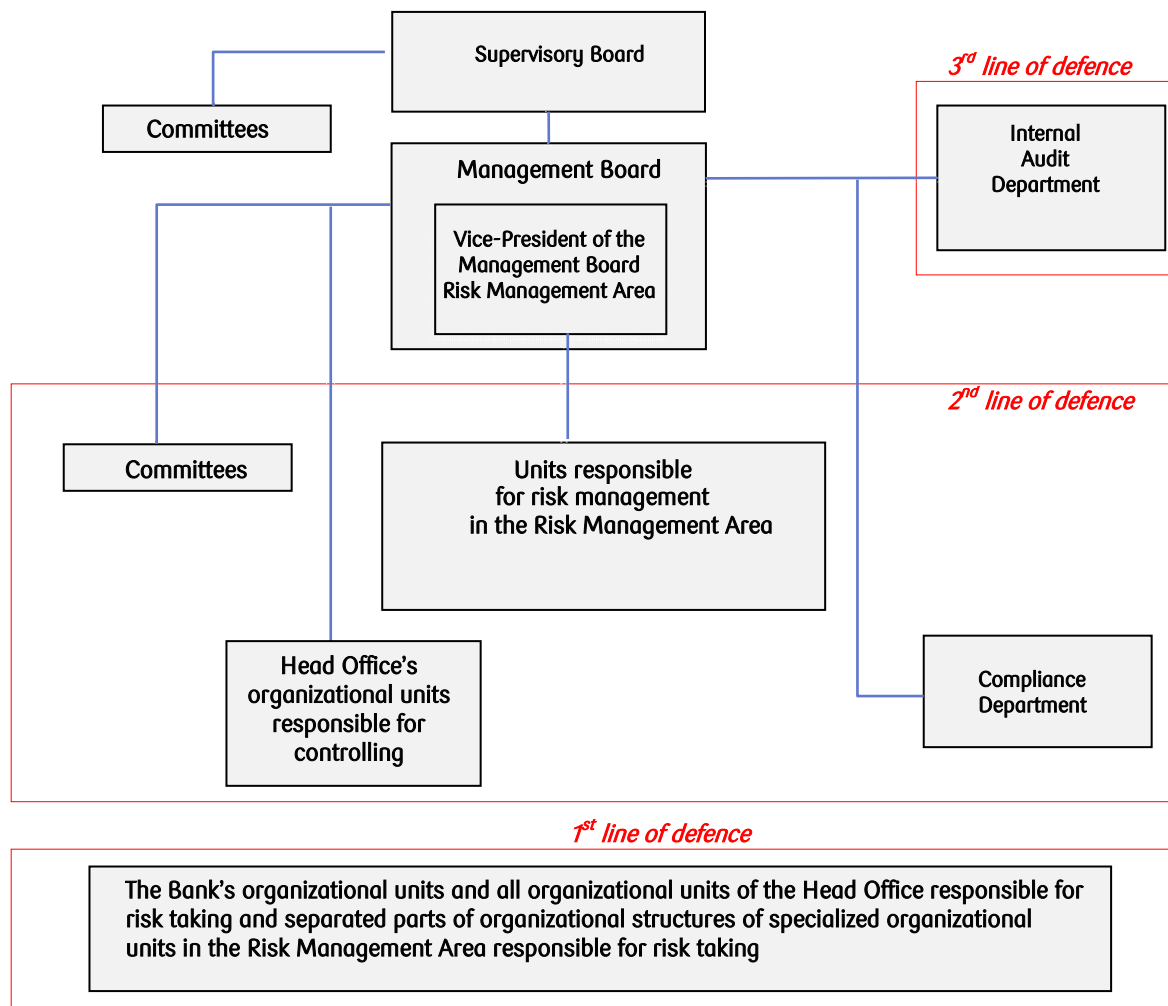 Supervisory Board
3rd line of defence
Committees
Internal
Audit
Department
Management Board
Vice-President of the
Management Board
Risk Management Area
2nd line of defence
Committees
Units responsible
for risk management
in the Risk Management Area
Head Office’s
organizational units
responsible for
controlling
Compliance
Department
1st line of defence
The Bank’s organizational units and all organizational units of the Head Office responsible for
risk taking and separated parts of organizational structures of specialized organizational
units in the Risk Management Area responsible for risk taking